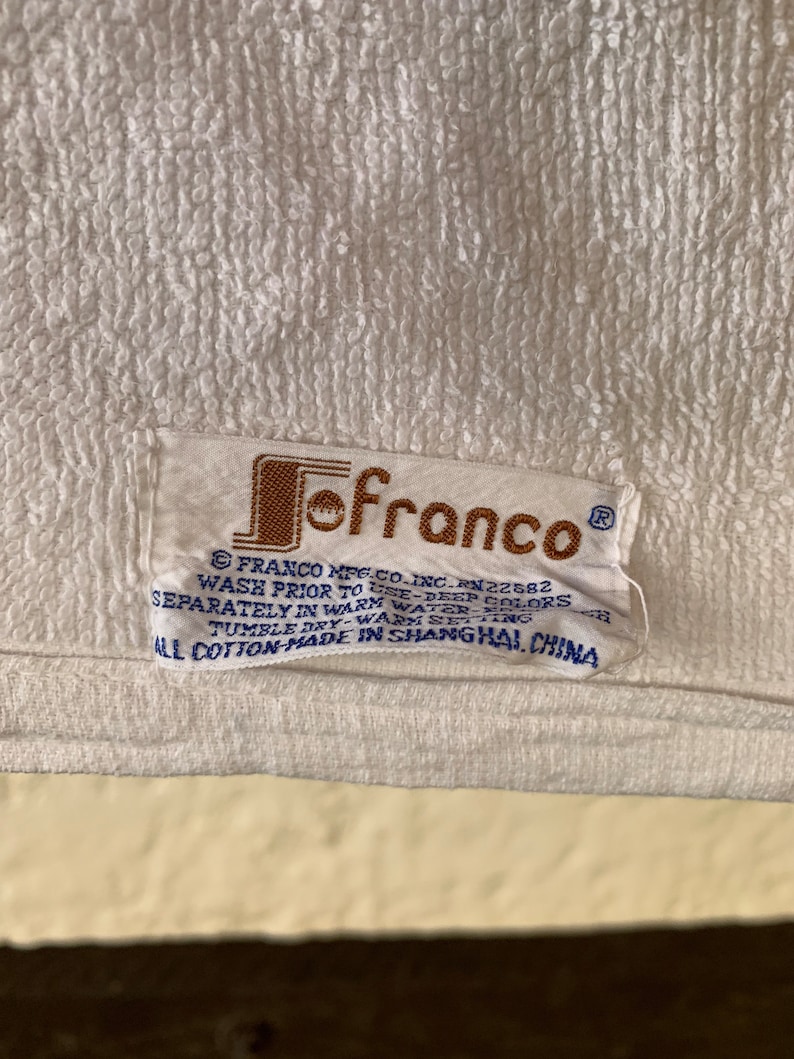 franco ®
© FRANCO MFG.CO.INC.RN22682
WASH PRIOR TO USE-DEEP COLORS
SEPARATELY IN WARM WATER-
TUMBLE DRY-WARM SETTING
ALL COTTON-MADE IN SHANGHAI, CHINA